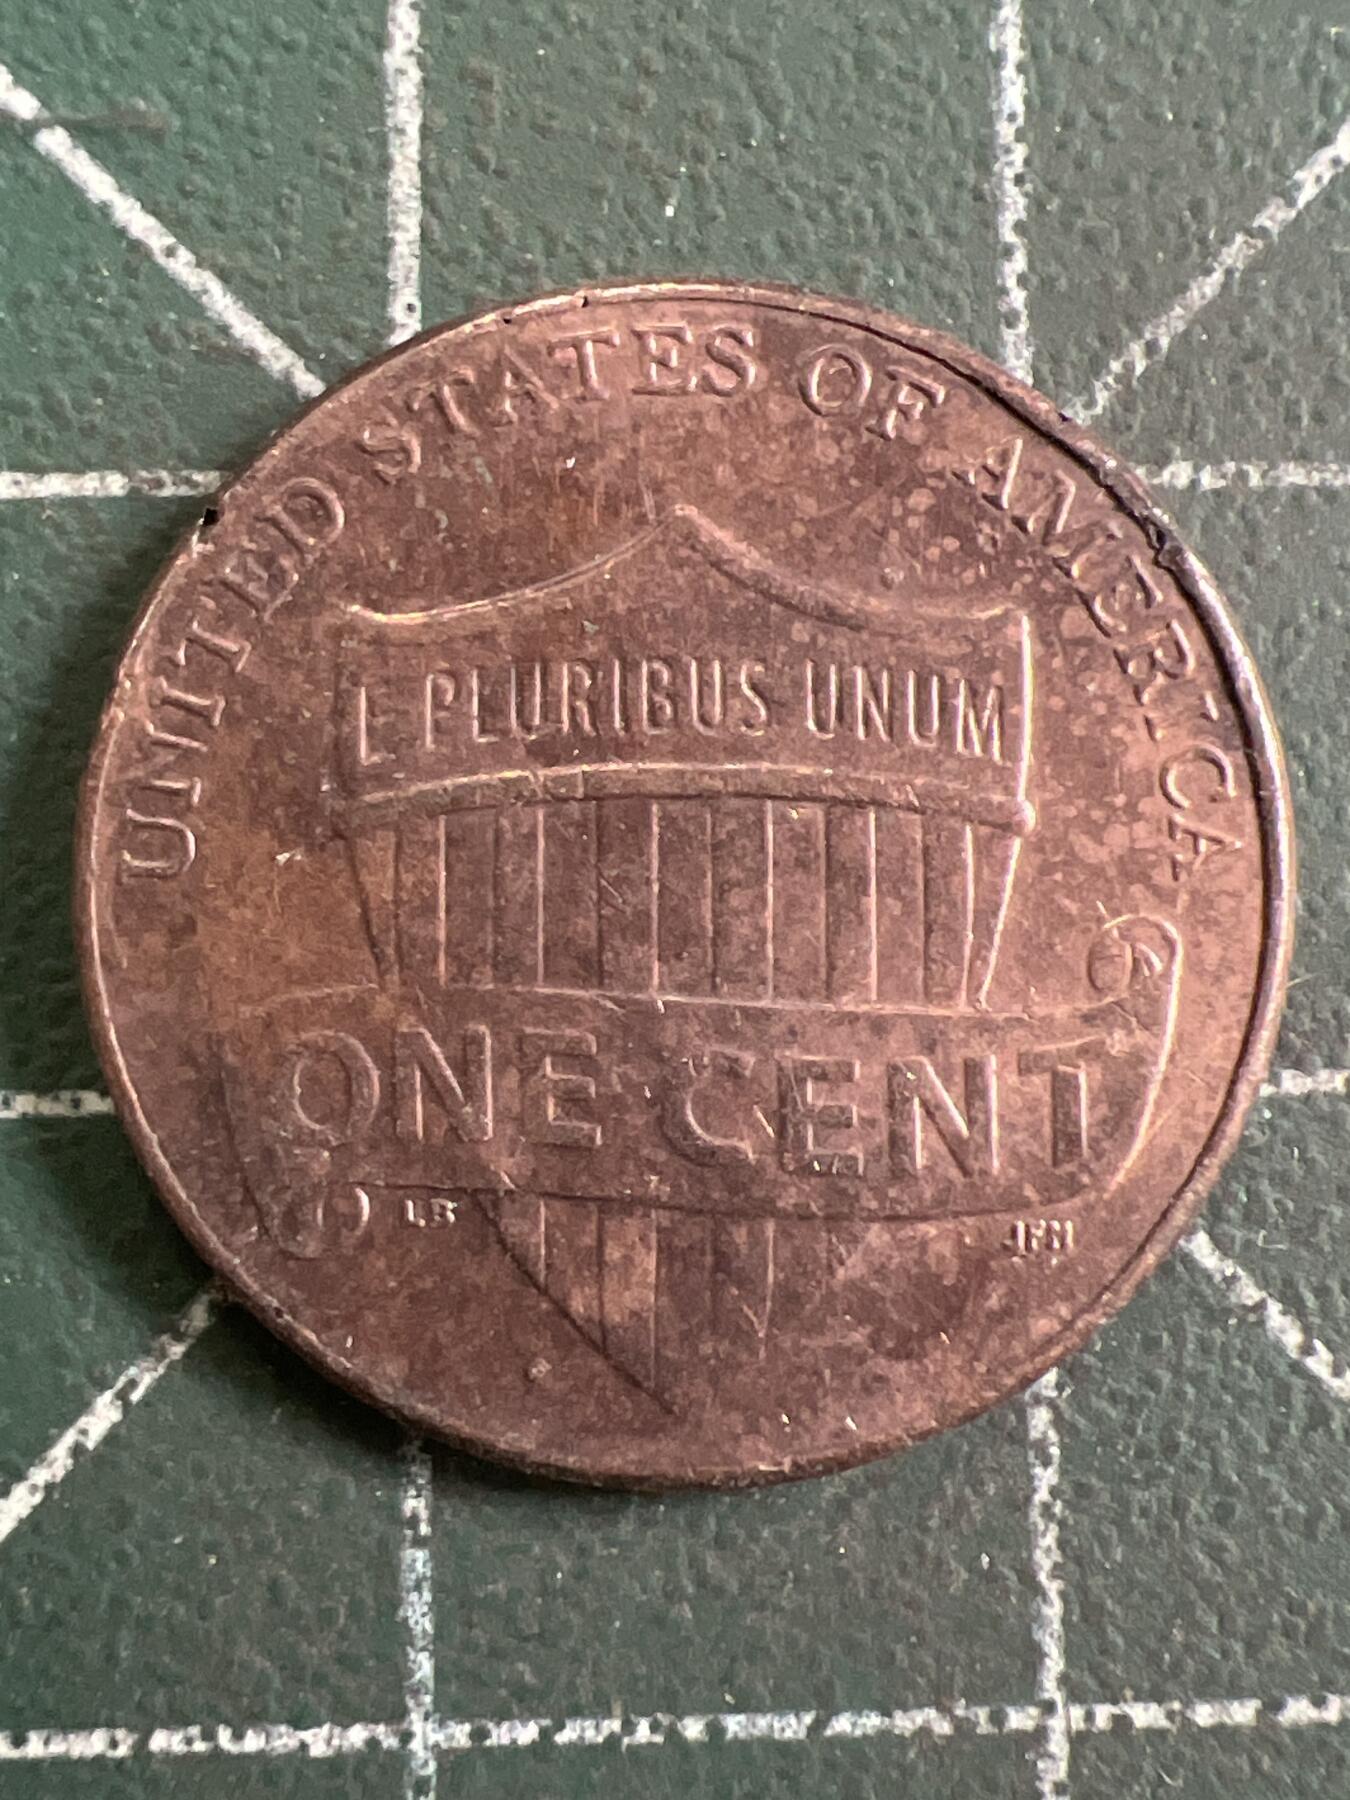 UNITED STATES OF AMERICA
E PLURIBUS UNUM
ONE CENT
LB
JFM